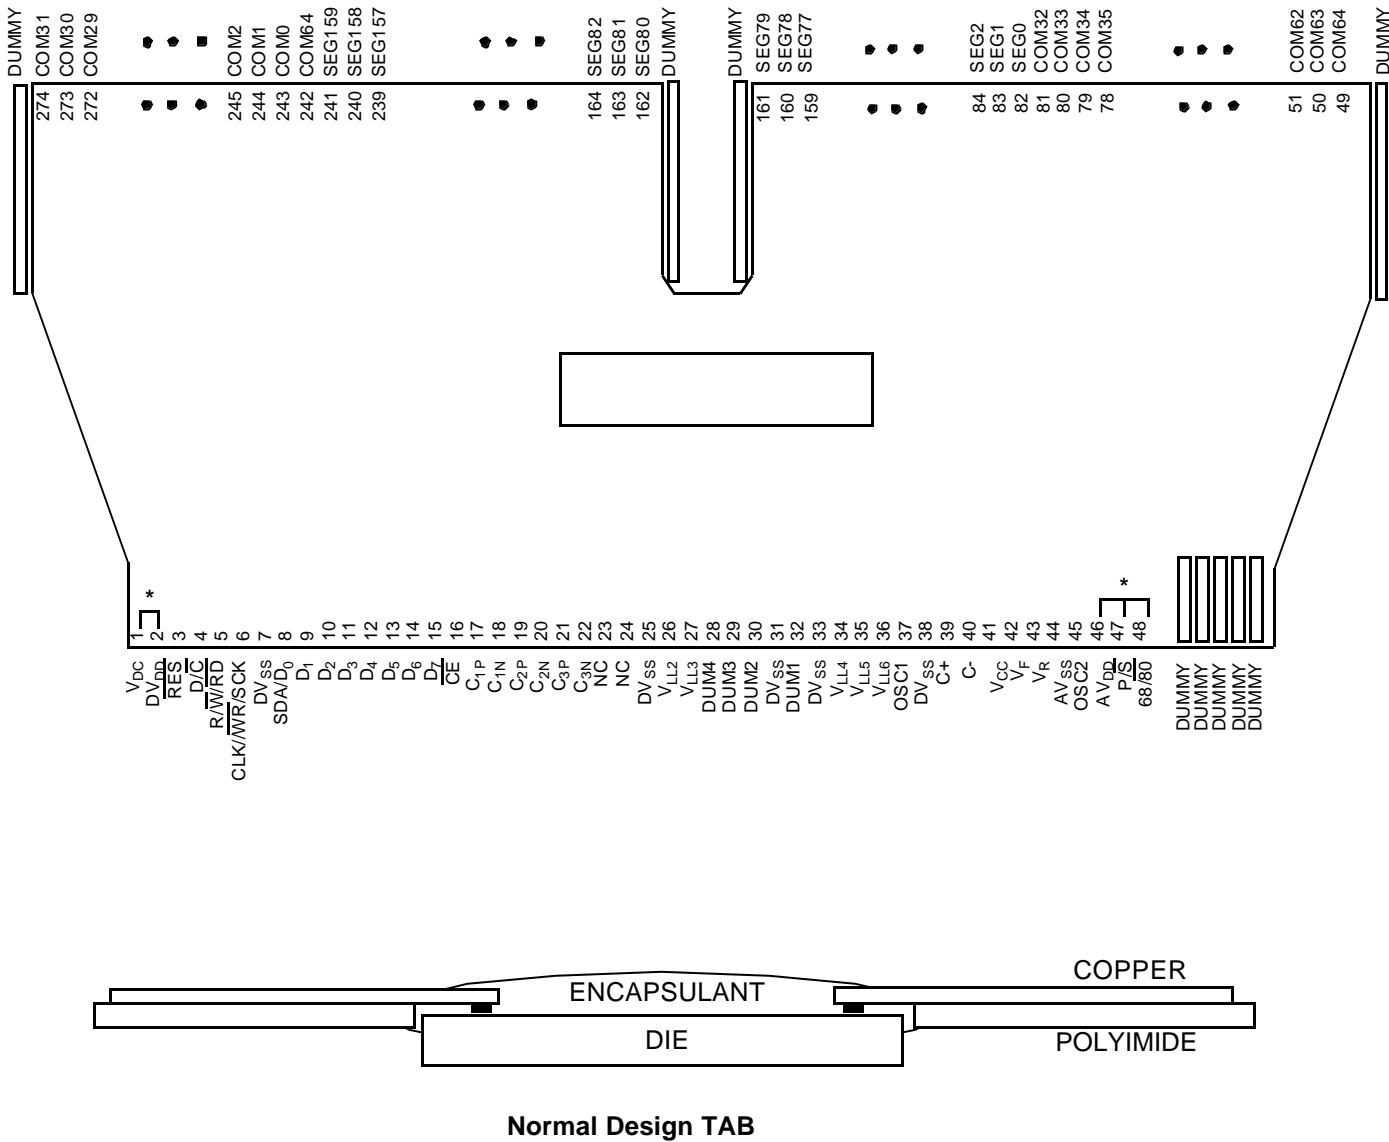 DUMMY COM31 COM30 COM29 COM2 COM1 COM0 COM64 SEG159 SEG158 SEG157 SEG82 SEG81 SEG80 DUMMY DUMMY SEG79 SEG78 SEG77 SEG2 SEG1 SEG0 COM32 COM33 COM34 COM35 COM62 COM63 COM64 DUMMY
274 273 272 245 244 243 242 241 240 239 164 163 162 161 160 159 84 83 82 81 80 79 78 51 50 49
* *
1 2 3 4 5 6 7 8 9 10 11 12 13 14 15 16 17 18 19 20 21 22 23 24 25 26 27 28 29 30 31 32 33 34 35 36 37 38 39 40 41 42 43 44 45 46 47 48
VDC DVDD RES D/C R/W/RD CLK/WR/SCK DVSS SDA/D0 D1 D2 D3 D4 D5 D6 D7 CE C1P C1N C2P C2N C3P C3N NC NC DVSS VLL2 VLL3 DUM4 DUM3 DUM2 DVSS DUM1 DVSS VLL4 VLL5 VLL6 OSC1 DVSS C+ C- VCC VF VR AVSS OSC2 AVDD P/S 68/80 DUMMY DUMMY DUMMY DUMMY DUMMY
COPPER
ENCAPSULANT
DIE
POLYIMIDE
Normal Design TAB